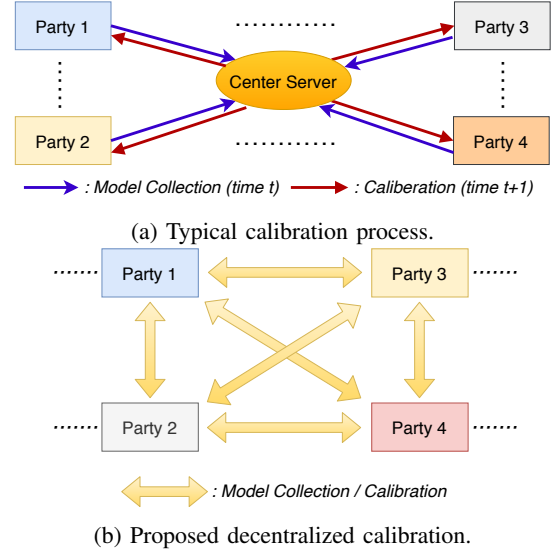 Party 1
Party 3
Center Server
Party 2
Party 4
: Model Collection (time t)
: Caliberation (time t+1)
(a) Typical calibration process.
Party 1
Party 3
Party 2
Party 4
: Model Collection / Calibration
(b) Proposed decentralized calibration.